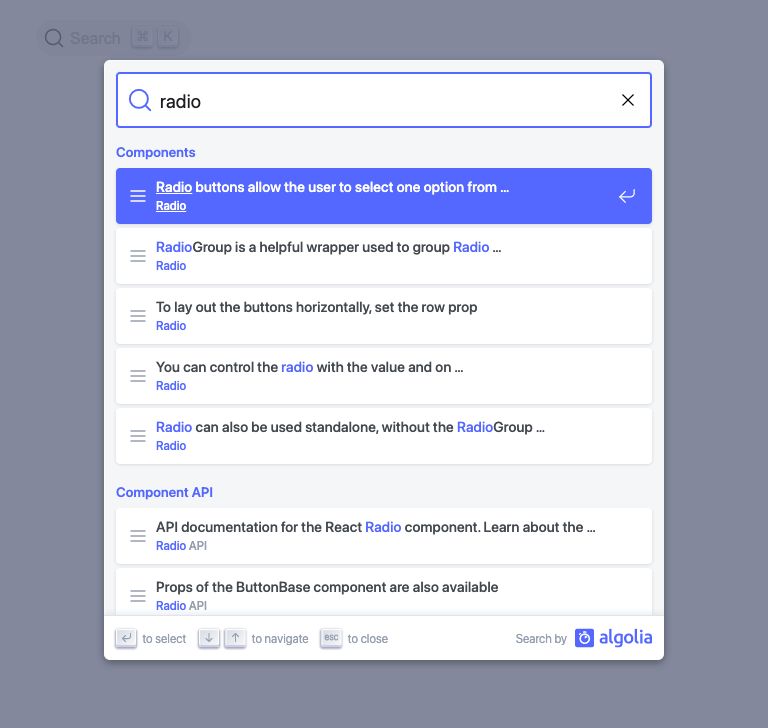 Search ⌘ K
radio
Components
Radio buttons allow the user to select one option from ...
Radio
RadioGroup is a helpful wrapper used to group Radio ...
Radio
To lay out the buttons horizontally, set the row prop
Radio
You can control the radio with the value and on ...
Radio
Radio can also be used standalone, without the RadioGroup ...
Radio
Component API
API documentation for the React Radio component. Learn about the ...
Radio API
Props of the ButtonBase component are also available
Radio API
to select
to navigate
esc to close
Search by algolia